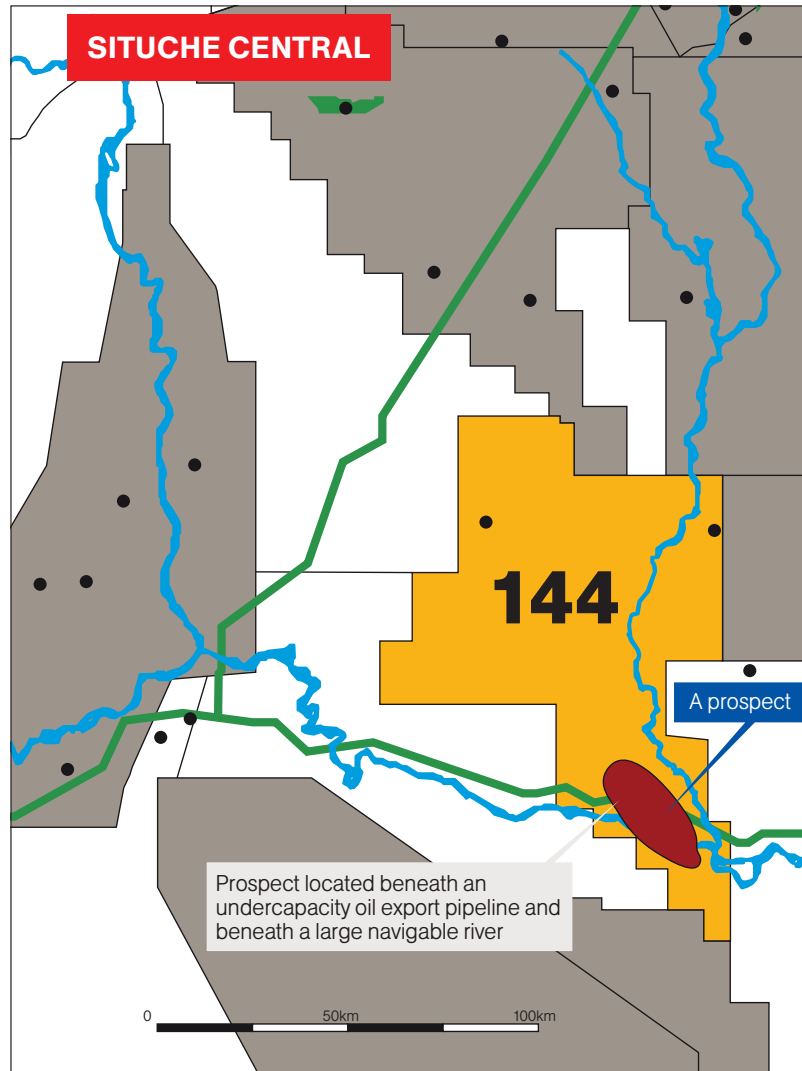 SITUCHE CENTRAL
144
A prospect
Prospect located beneath an
undercapacity oil export pipeline and
beneath a large navigable river
0 50km 100km